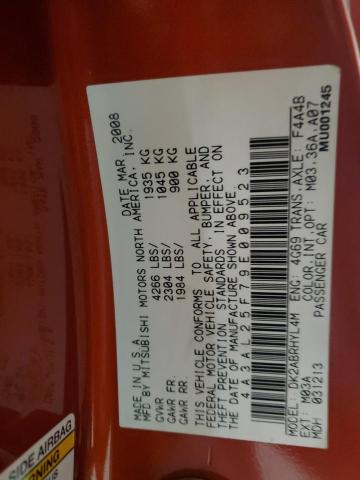 MADE IN U.S.A. DATE MAR, 2008
MFD BY MITSUBISHI MOTORS NORTH AMERICA, INC.
GVWR 4266 LBS/ 1935 KG
GAWR FR. 2304 LBS/ 1045 KG
GAWR RR. 1984 LBS/ 900 KG
THIS VEHICLE CONFORMS TO ALL APPLICABLE
FEDERAL MOTOR VEHICLE SAFETY, BUMPER, AND
THEFT PREVENTION STANDARDS IN EFFECT ON
THE DATE OF MANUFACTURE SHOWN ABOVE.
4A3AL25F79E009523
MODEL: DK2ABRHYL4M ENG: 4G69 TRANS/AXLE: F4A4B
EXT: M03A COLOR, INT, OPT: M03,36A,A07
MDH 031213 PASSENGER CAR MU001245
SIDE AIRBAG